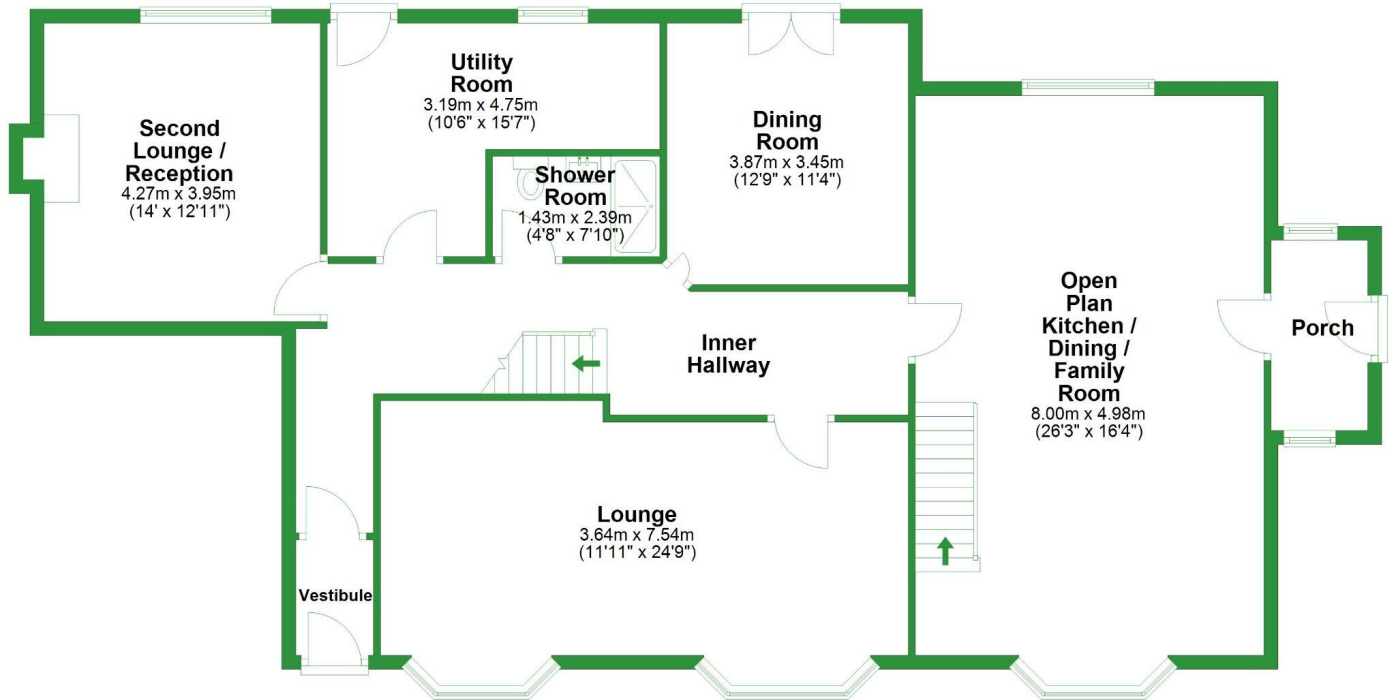 Second
Lounge /
Reception
4.27m x 3.95m
(14' x 12'11")
Utility
Room
3.19m x 4.75m
(10'6" x 15'7")
Shower
Room
1.43m x 2.39m
(4'8" x 7'10")
Dining
Room
3.87m x 3.45m
(12'9" x 11'4")
Open
Plan
Kitchen /
Dining /
Family
Room
8.00m x 4.98m
(26'3" x 16'4")
Porch
Inner
Hallway
Lounge
3.64m x 7.54m
(11'11" x 24'9")
Vestibule